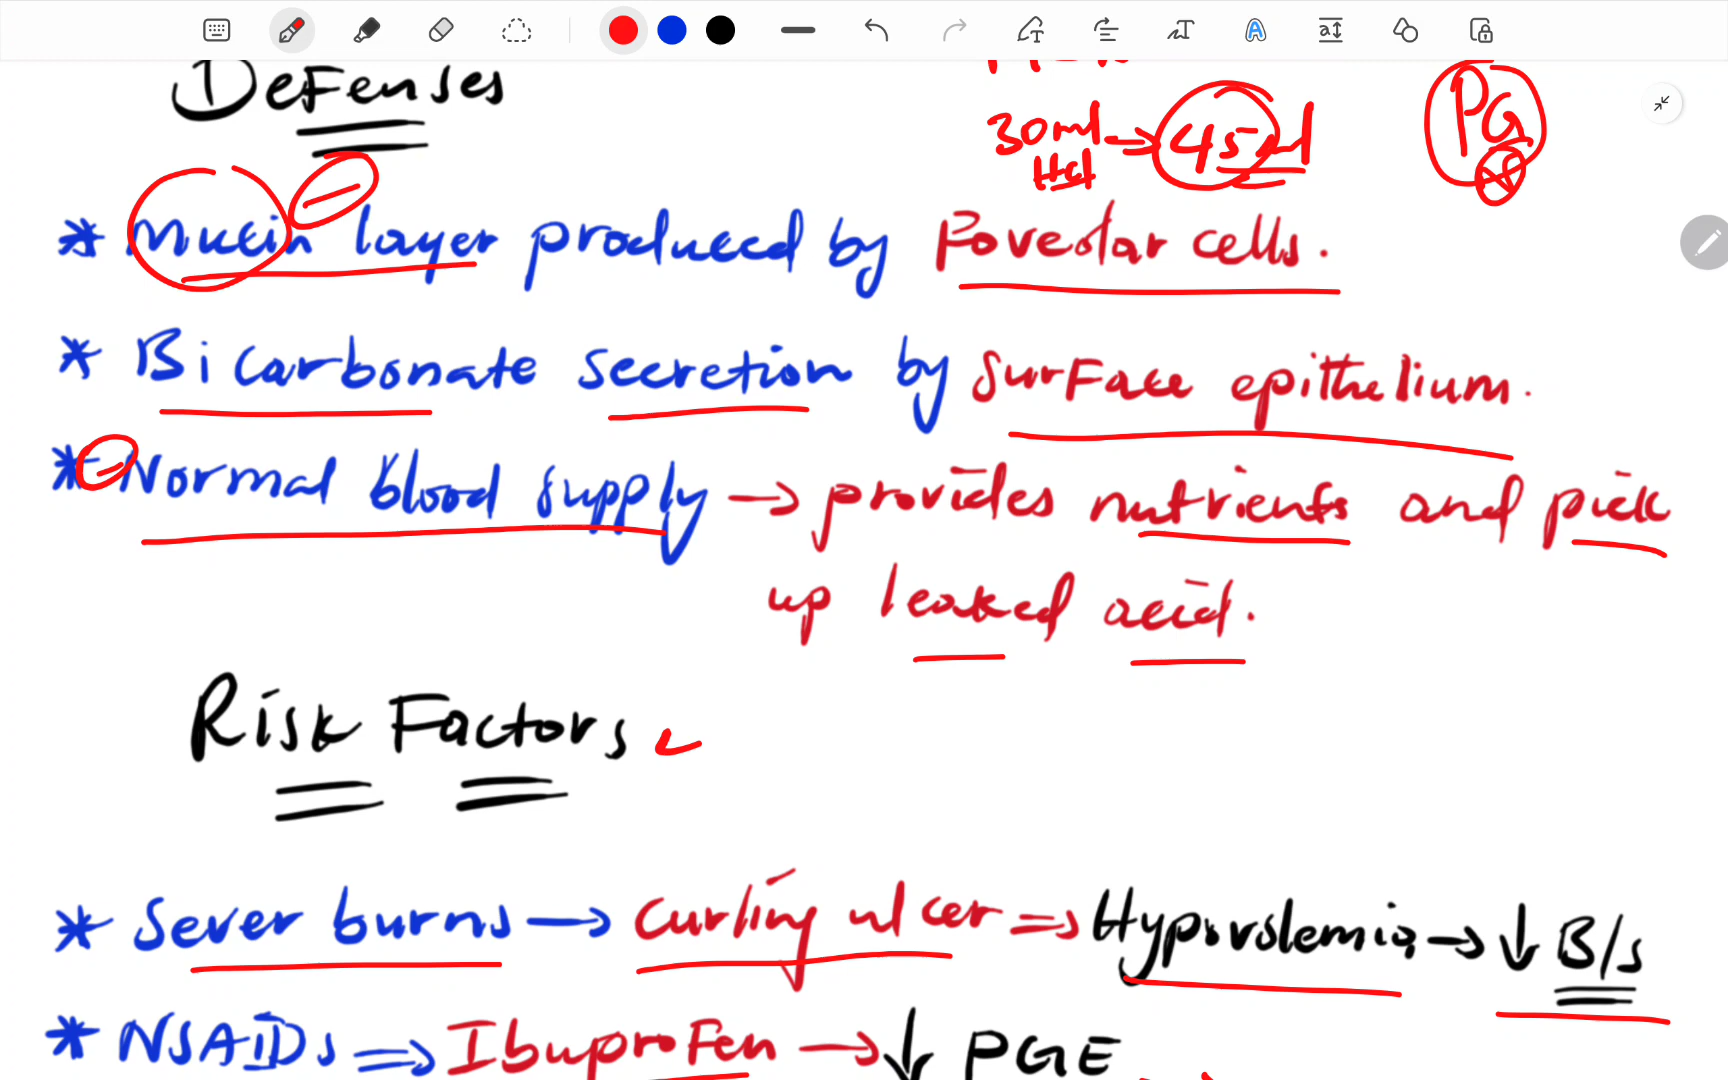 Defenses
30ml → 45ml
Hcl
PG
* Mucin layer produced by Foveolar cells.
* Bicarbonate secretion by surface epithelium.
* Normal blood supply → provides nutrients and pick
up leaked acid.
Risk Factors
* Sever burns → Curling ulcer ⇒ Hypovolemia → ↓ B/s
* NSAIDs ⇒ Ibuprofen → ↓ PGE